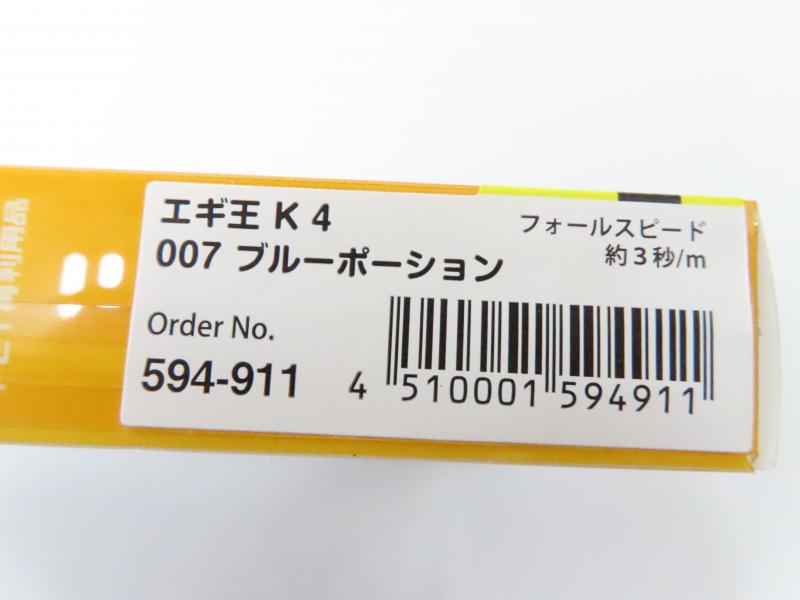 エギ王 K 4
007 ブルーポーション
フォールスピード
約3秒/m
Order No.
594-911
4 510001 594911